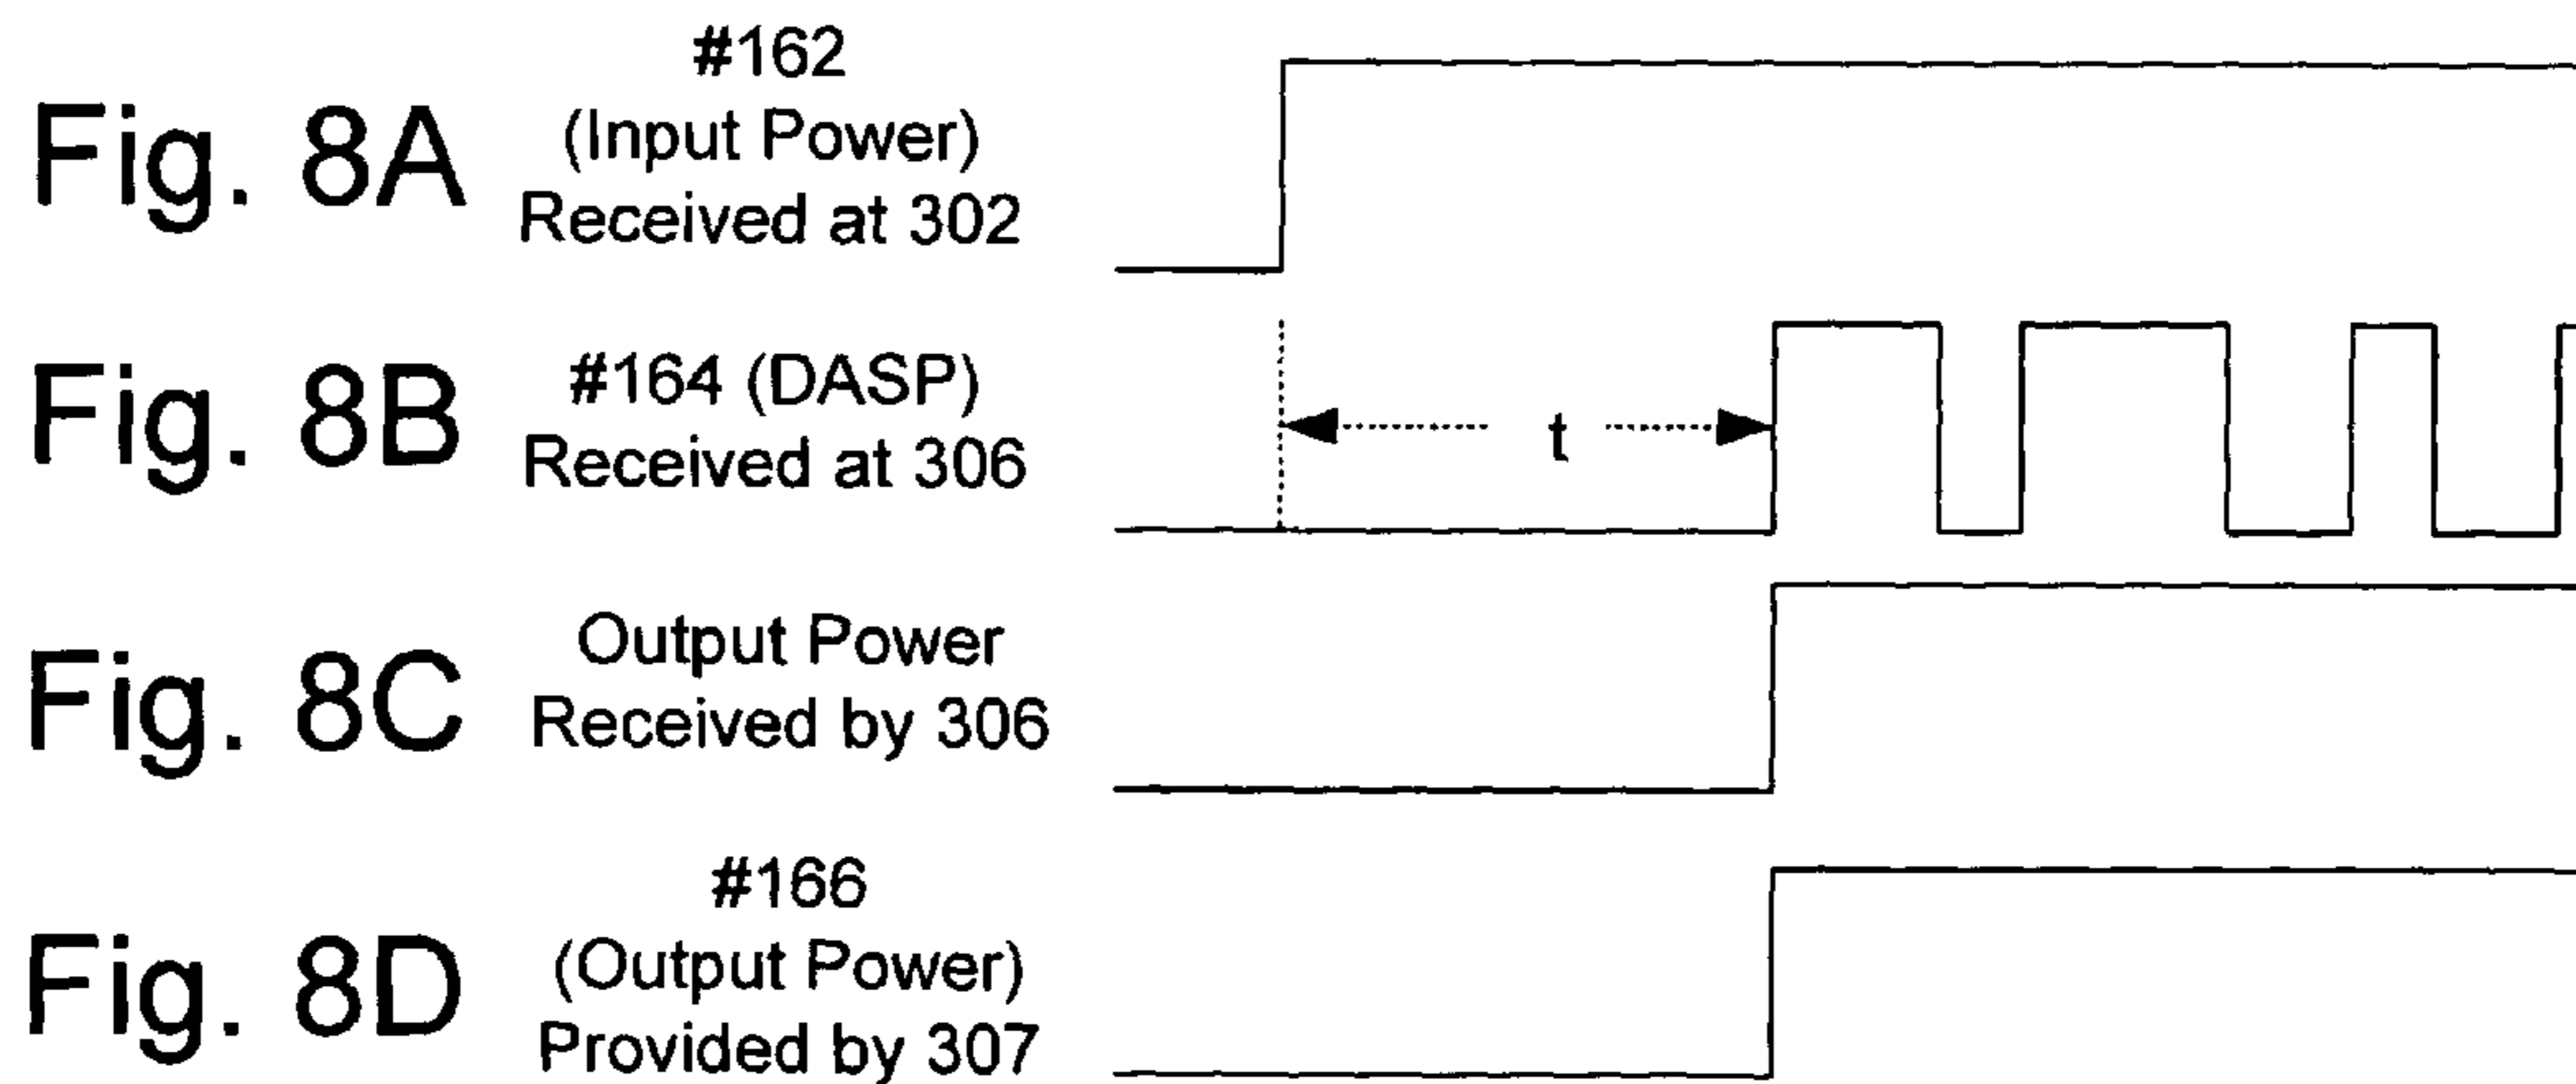 Fig. 8A
#162
(Input Power)
Received at 302
Fig. 8B
#164 (DASP)
Received at 306
t
Fig. 8C
Output Power
Received by 306
Fig. 8D
#166
(Output Power)
Provided by 307